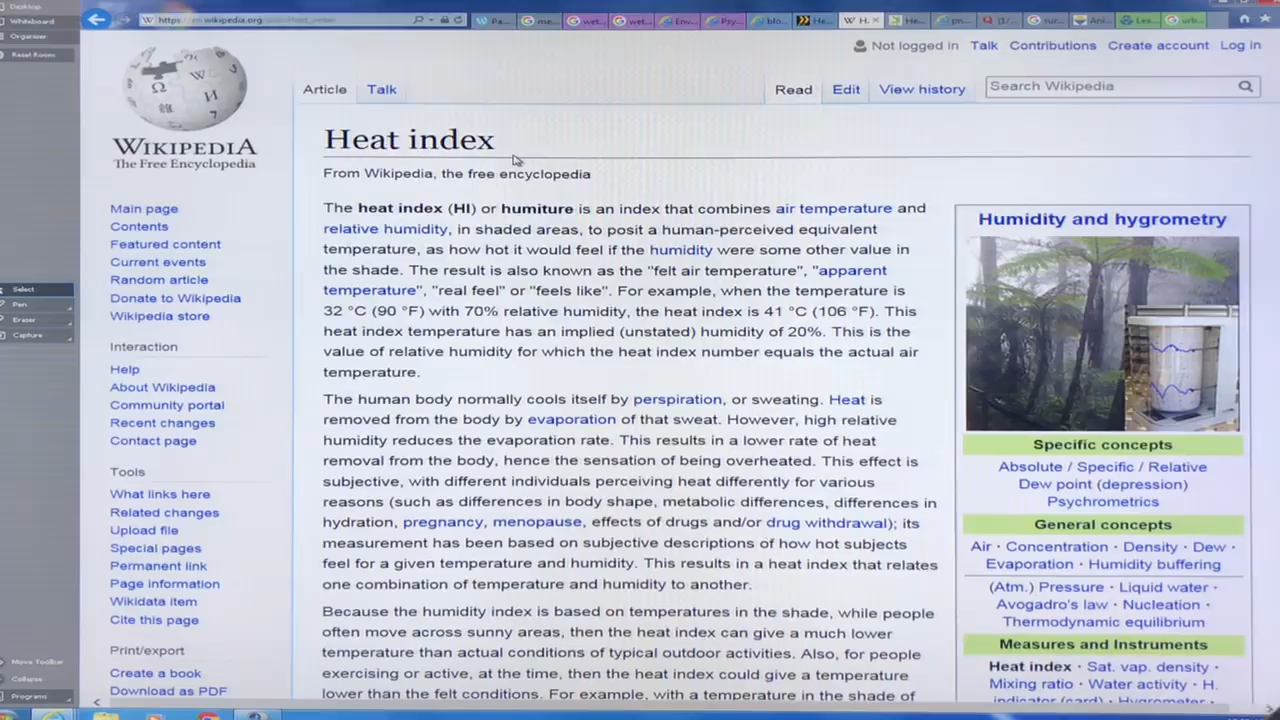 Desktop
Whiteboard
Organiser
Reset Room
https://en.wikipedia.org
Not logged in Talk Contributions Create account Log in
Article Talk Read Edit View history Search Wikipedia
WIKIPEDIA
The Free Encyclopedia
Heat index
From Wikipedia, the free encyclopedia
The heat index (HI) or humiture is an index that combines air temperature and
relative humidity, in shaded areas, to posit a human-perceived equivalent
temperature, as how hot it would feel if the humidity were some other value in
the shade. The result is also known as the "felt air temperature", "apparent
temperature", "real feel" or "feels like". For example, when the temperature is
32 °C (90 °F) with 70% relative humidity, the heat index is 41 °C (106 °F). This
heat index temperature has an implied (unstated) humidity of 20%. This is the
value of relative humidity for which the heat index number equals the actual air
temperature.
The human body normally cools itself by perspiration, or sweating. Heat is
removed from the body by evaporation of that sweat. However, high relative
humidity reduces the evaporation rate. This results in a lower rate of heat
removal from the body, hence the sensation of being overheated. This effect is
subjective, with different individuals perceiving heat differently for various
reasons (such as differences in body shape, metabolic differences, differences in
hydration, pregnancy, menopause, effects of drugs and/or drug withdrawal); its
measurement has been based on subjective descriptions of how hot subjects
feel for a given temperature and humidity. This results in a heat index that relates
one combination of temperature and humidity to another.
Because the humidity index is based on temperatures in the shade, while people
often move across sunny areas, then the heat index can give a much lower
temperature than actual conditions of typical outdoor activities. Also, for people
exercising or active, at the time, then the heat index could give a temperature
lower than the felt conditions. For example, with a temperature in the shade of
Main page
Contents
Featured content
Current events
Random article
Donate to Wikipedia
Wikipedia store
Interaction
Help
About Wikipedia
Community portal
Recent changes
Contact page
Tools
What links here
Related changes
Upload file
Special pages
Permanent link
Page information
Wikidata item
Cite this page
Print/export
Create a book
Download as PDF
Humidity and hygrometry
Specific concepts
Absolute / Specific / Relative
Dew point (depression)
Psychrometrics
General concepts
Air · Concentration · Density · Dew ·
Evaporation · Humidity buffering
(Atm.) Pressure · Liquid water ·
Avogadro's law · Nucleation ·
Thermodynamic equilibrium
Measures and Instruments
Heat index · Sat. vap. density ·
Mixing ratio · Water activity · H.
indicator (card) · Hygrometer ·
Select
Pen
Eraser
Capture
Move Toolbar
Collapse
Programs